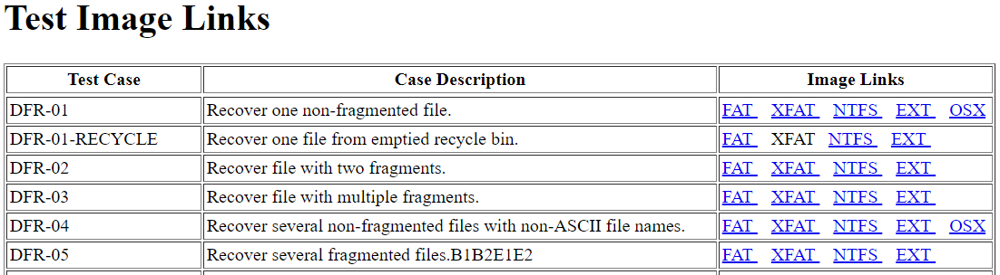 Test Image Links
Test Case Case Description Image Links
DFR-01 Recover one non-fragmented file. FAT XFAT NTFS EXT OSX
DFR-01-RECYCLE Recover one file from emptied recycle bin. FAT XFAT NTFS EXT
DFR-02 Recover file with two fragments. FAT XFAT NTFS EXT
DFR-03 Recover file with multiple fragments. FAT XFAT NTFS EXT
DFR-04 Recover several non-fragmented files with non-ASCII file names. FAT XFAT NTFS EXT OSX
DFR-05 Recover several fragmented files.B1B2E1E2 FAT XFAT NTFS EXT